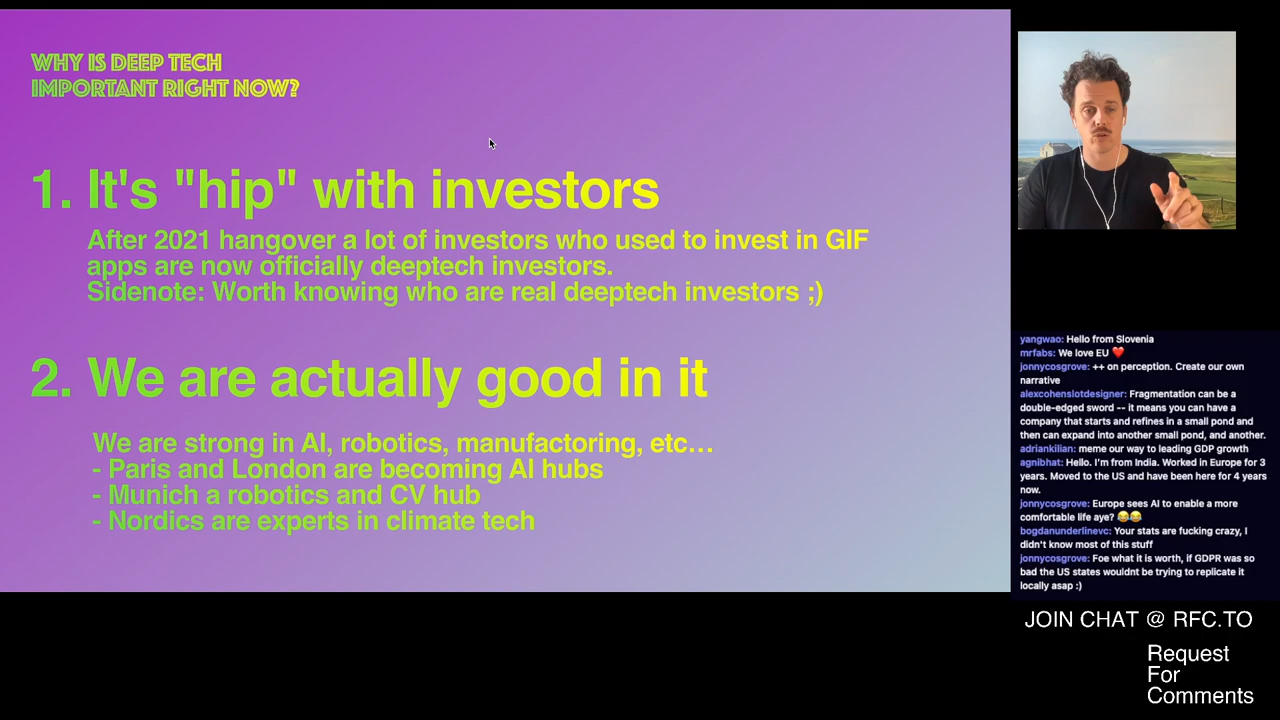 WHY IS DEEP TECH
IMPORTANT RIGHT NOW?
1. It's "hip" with investors
After 2021 hangover a lot of investors who used to invest in GIF
apps are now officially deeptech investors.
Sidenote: Worth knowing who are real deeptech investors ;)
2. We are actually good in it
We are strong in AI, robotics, manufactoring, etc…
- Paris and London are becoming AI hubs
- Munich a robotics and CV hub
- Nordics are experts in climate tech
yangwao: Hello from Slovenia
mrfabs: We love EU ❤️
jonnycosgrove: ++ on perception. Create our own
narrative
alexcohenslotdesigner: Fragmentation can be a
double-edged sword -- it means you can have a
company that starts and refines in a small pond and
then can expand into another small pond, and another.
adriankilian: meme our way to leading GDP growth
agnibhat: Hello. I'm from India. Worked in Europe for 3
years. Moved to the US and have been here for 4 years
now.
jonnycosgrove: Europe sees AI to enable a more
comfortable life aye? 😂😂
bogdanunderlinevc: Your stats are fucking crazy, I
didn't know most of this stuff
jonnycosgrove: Foe what it is worth, if GDPR was so
bad the US states wouldnt be trying to replicate it
locally asap :)
JOIN CHAT @ RFC.TO
Request
For
Comments